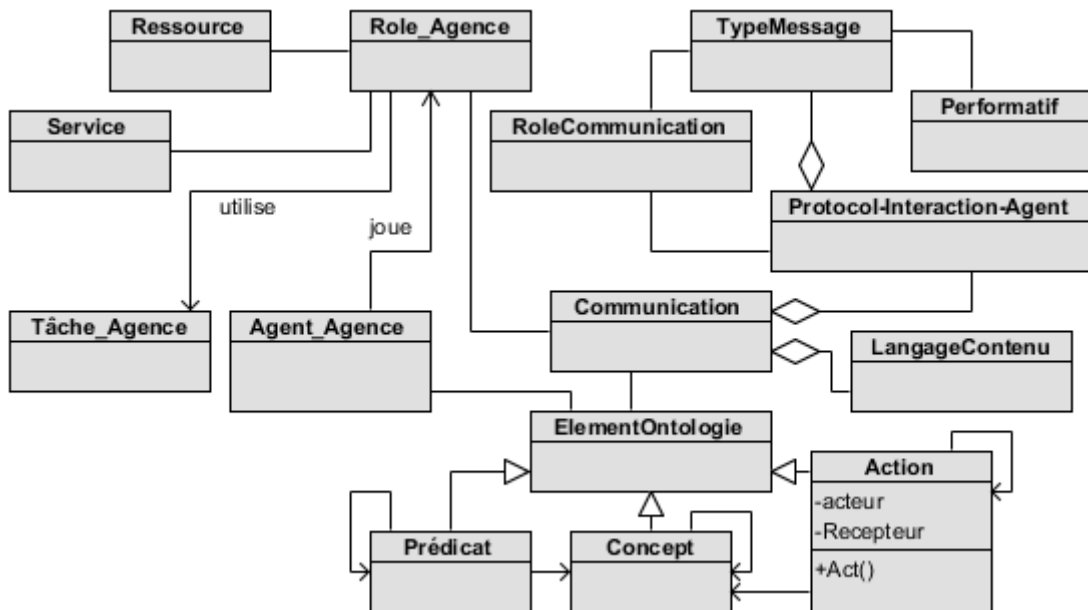 Ressource
Role_Agence
TypeMessage
Service
RoleCommunication
Performatif
utilise
joue
Protocol-Interaction-Agent
Tâche_Agence
Agent_Agence
Communication
LangageContenu
ElementOntologie
Action
-acteur
-Recepteur
+Act()
Prédicat
Concept